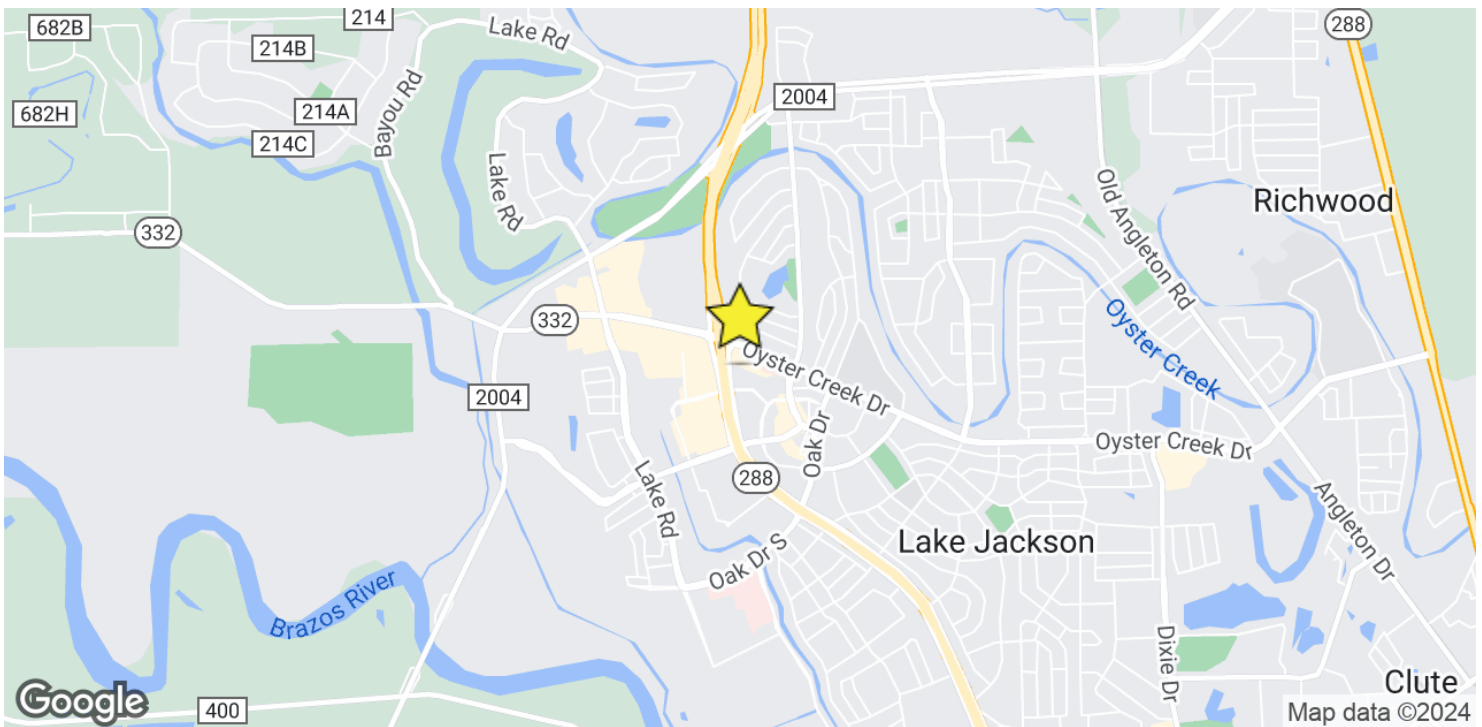 682B
214
Lake Rd
288
214B
2004
682H
214A
Bayou Rd
214C
Lake Rd
Old Angleton Rd
Richwood
332
332
Oyster Creek
Oyster Creek Dr
2004
Oak Dr
Oyster Creek Dr
288
Lake Rd
Angleton Dr
Lake Jackson
Oak Dr S
Brazos River
Dixie Dr
Clute
Google
400
Map data ©2024